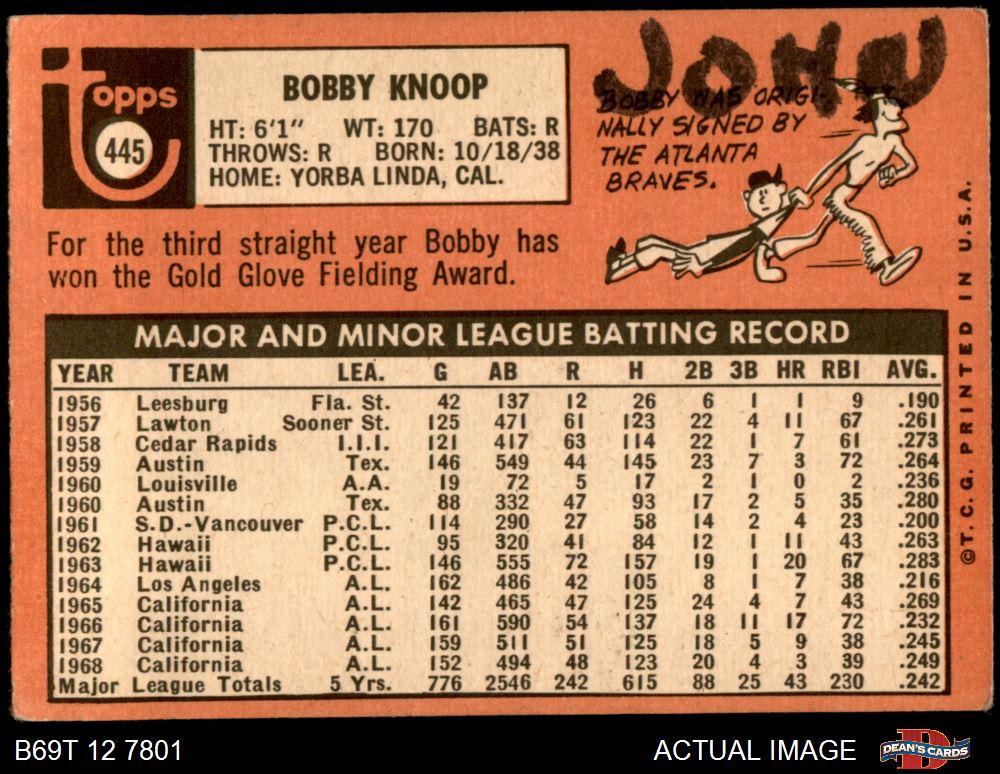 JOHN
Topps
445
BOBBY KNOOP
HT: 6'1" WT: 170 BATS: R
THROWS: R BORN: 10/18/38
HOME: YORBA LINDA, CAL.
BOBBY WAS ORIGI-
NALLY SIGNED BY
THE ATLANTA
BRAVES.
For the third straight year Bobby has
won the Gold Glove Fielding Award.
MAJOR AND MINOR LEAGUE BATTING RECORD
YEAR TEAM LEA. G AB R H 2B 3B HR RBI AVG.
1956 Leesburg Fla. St. 42 137 12 26 6 1 1 9 .190
1957 Lawton Sooner St. 125 471 61 123 22 4 11 67 .261
1958 Cedar Rapids I.I.I. 121 417 63 114 22 1 7 61 .273
1959 Austin Tex. 146 549 44 145 23 7 3 72 .264
1960 Louisville A.A. 19 72 5 17 2 1 0 2 .236
1960 Austin Tex. 88 332 47 93 17 2 5 35 .280
1961 S.D.-Vancouver P.C.L. 114 290 27 58 14 2 4 23 .200
1962 Hawaii P.C.L. 95 320 41 84 12 1 11 43 .263
1963 Hawaii P.C.L. 146 555 72 157 19 1 20 67 .283
1964 Los Angeles A.L. 162 486 42 105 8 1 7 38 .216
1965 California A.L. 142 465 47 125 24 4 7 43 .269
1966 California A.L. 161 590 54 137 18 11 17 72 .232
1967 California A.L. 159 511 51 125 18 5 9 38 .245
1968 California A.L. 152 494 48 123 20 4 3 39 .249
Major League Totals 5 Yrs. 776 2546 242 615 88 25 43 230 .242
©T.C.G. PRINTED IN U.S.A.
B69T 12 7801
ACTUAL IMAGE
DEAN'S CARDS